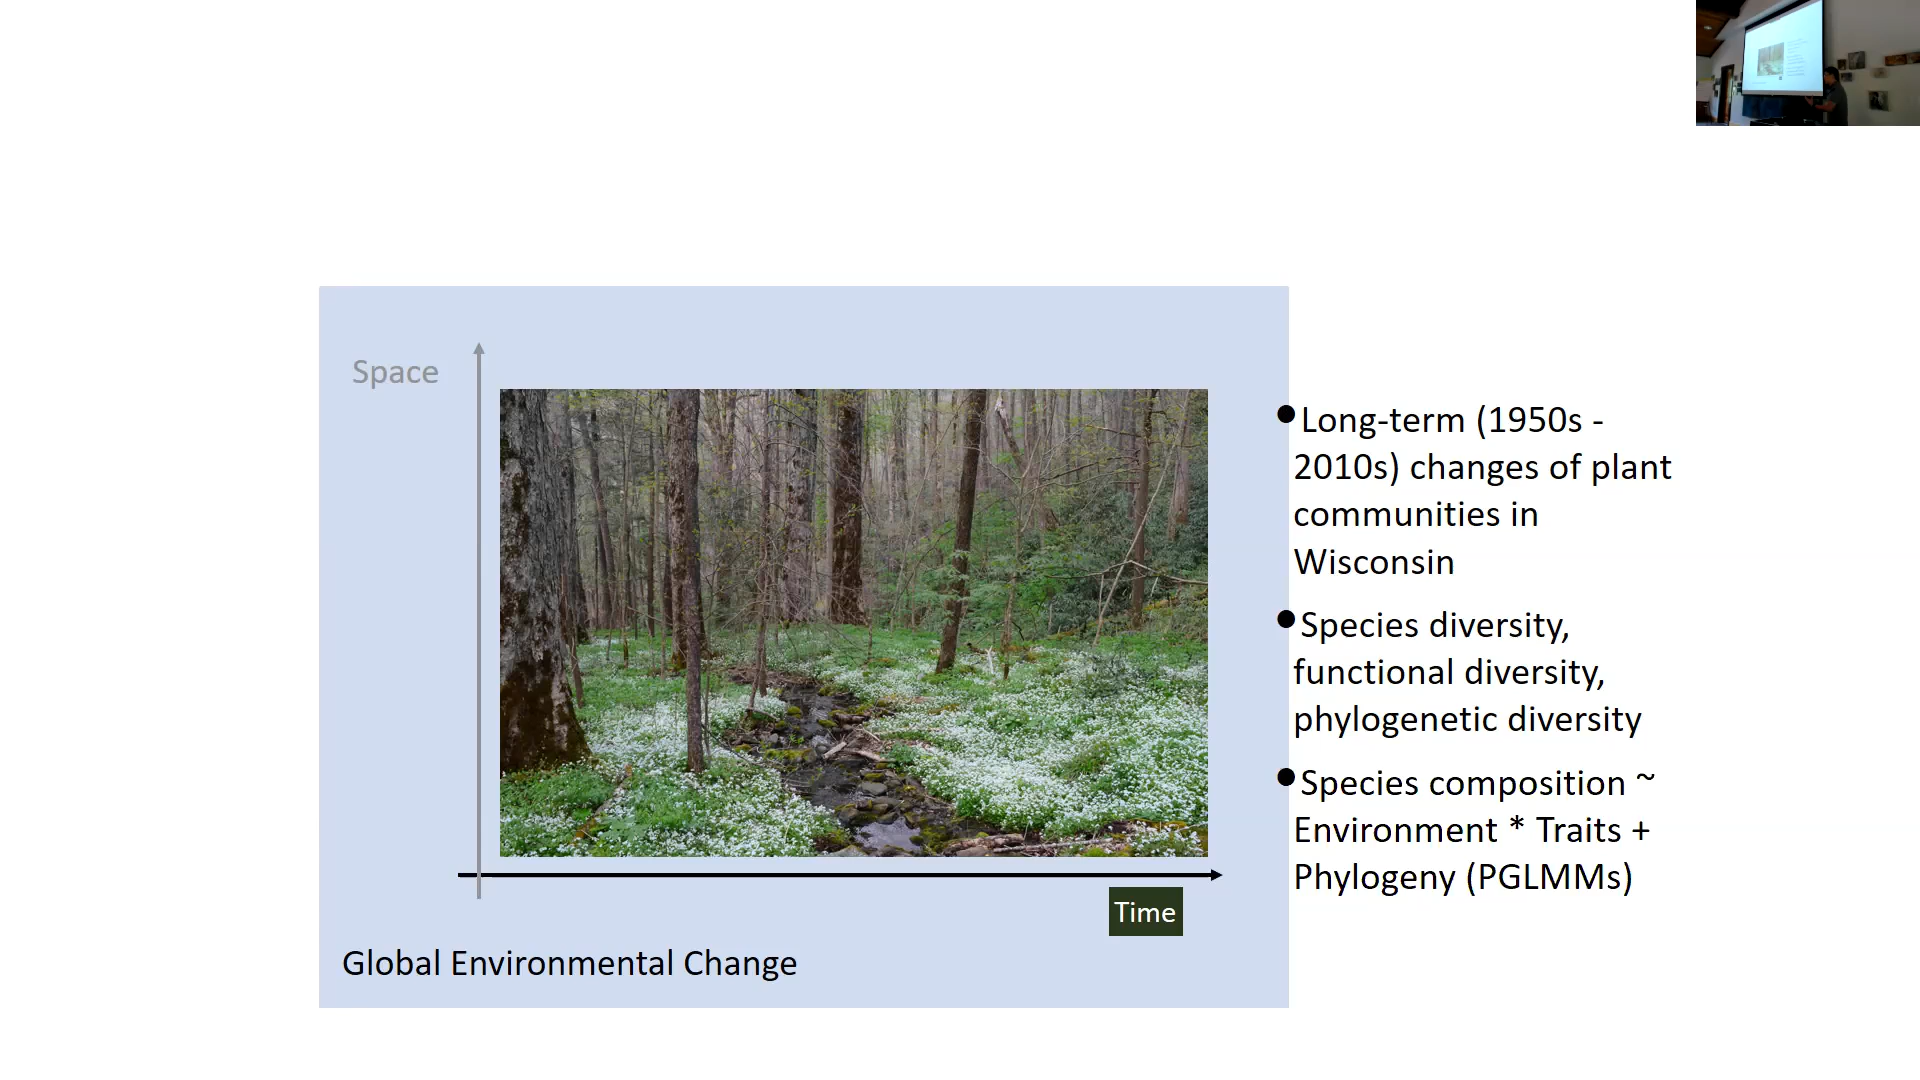 Space
Time
Global Environmental Change
●Long-term (1950s -
2010s) changes of plant
communities in
Wisconsin
●Species diversity,
functional diversity,
phylogenetic diversity
●Species composition ~
Environment * Traits +
Phylogeny (PGLMMs)